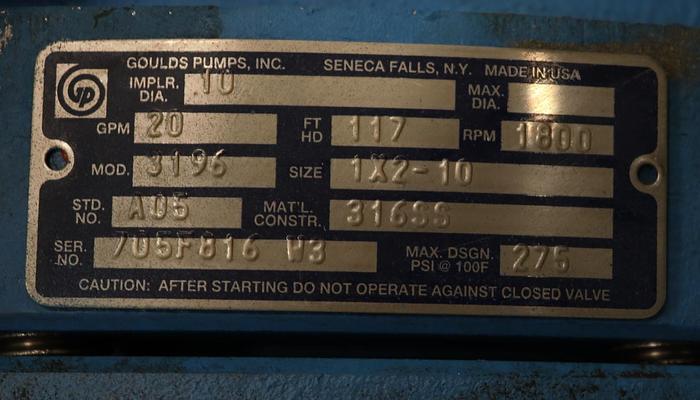 GOULDS PUMPS, INC. SENECA FALLS, N.Y. MADE IN USA
IMPLR. DIA. 10 MAX. DIA.
GPM 20 FT HD 117 RPM 1800
MOD. 3196 SIZE 1X2-10
STD. NO. A05 MAT'L. CONSTR. 316SS
SER. NO. 705F816 W3 MAX. DSGN. PSI @ 100F 275
CAUTION: AFTER STARTING DO NOT OPERATE AGAINST CLOSED VALVE